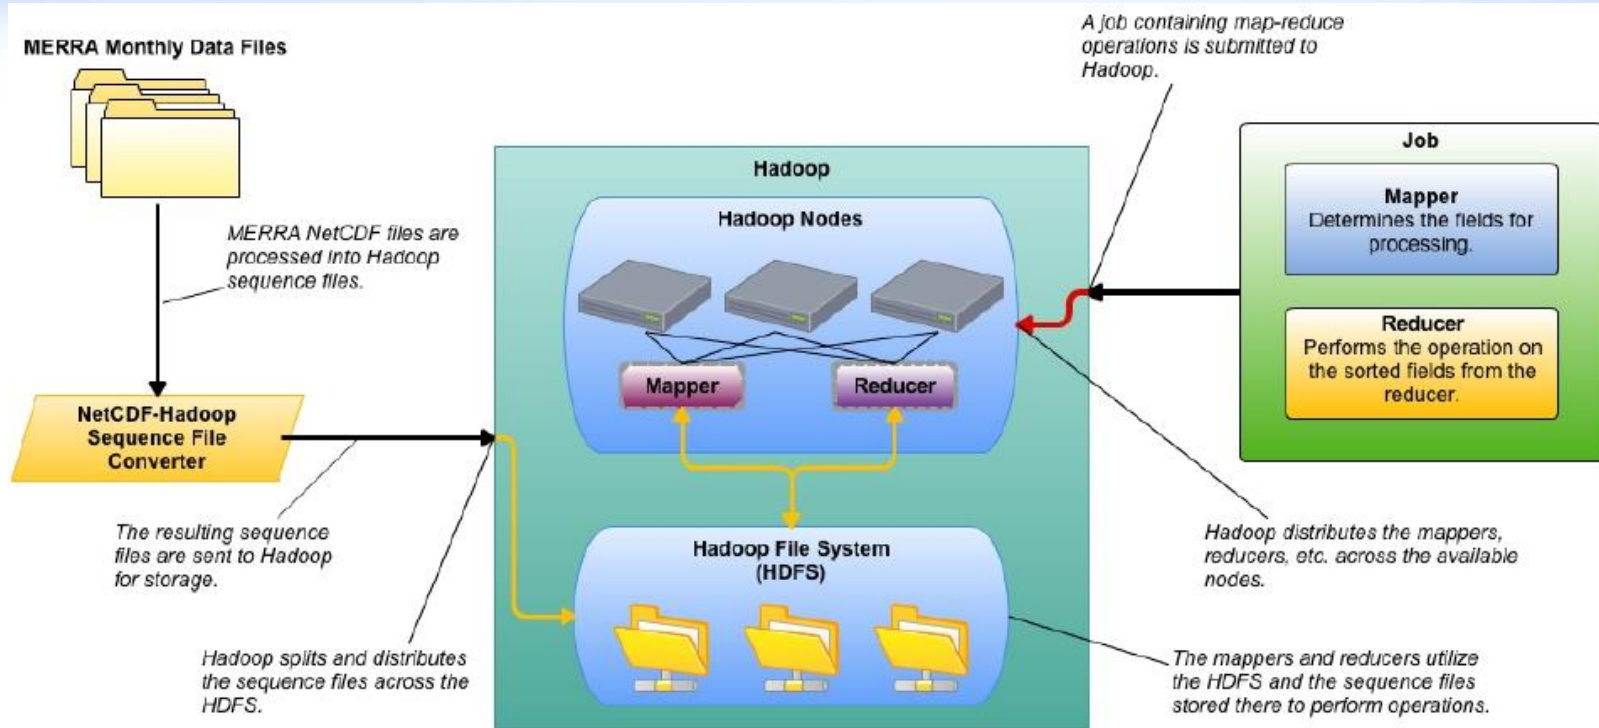 MERRA Monthly Data Files
MERRA NetCDF files are
processed into Hadoop
sequence files.
NetCDF-Hadoop
Sequence File
Converter
The resulting sequence
files are sent to Hadoop
for storage.
Hadoop splits and distributes
the sequence files across the
HDFS.
Hadoop
Hadoop Nodes
Mapper
Reducer
Hadoop File System
(HDFS)
A job containing map-reduce
operations is submitted to
Hadoop.
Job
Mapper
Determines the fields for
processing.
Reducer
Performs the operation on
the sorted fields from the
reducer.
Hadoop distributes the mappers,
reducers, etc. across the available
nodes.
The mappers and reducers utilize
the HDFS and the sequence files
stored there to perform operations.